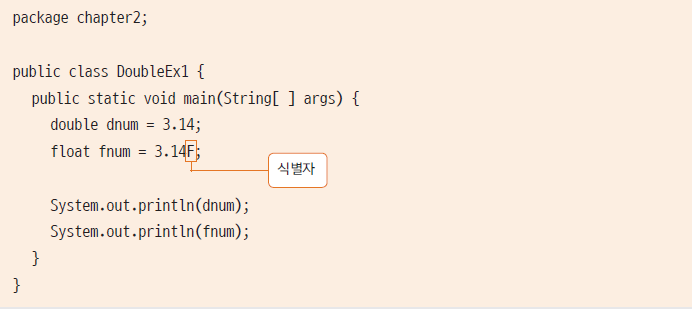 package chapter2;
public class DoubleEx1 {
public static void main(String[ ] args) {
double dnum = 3.14;
float fnum = 3.14F;
식별자
System.out.println(dnum);
System.out.println(fnum);
}
}